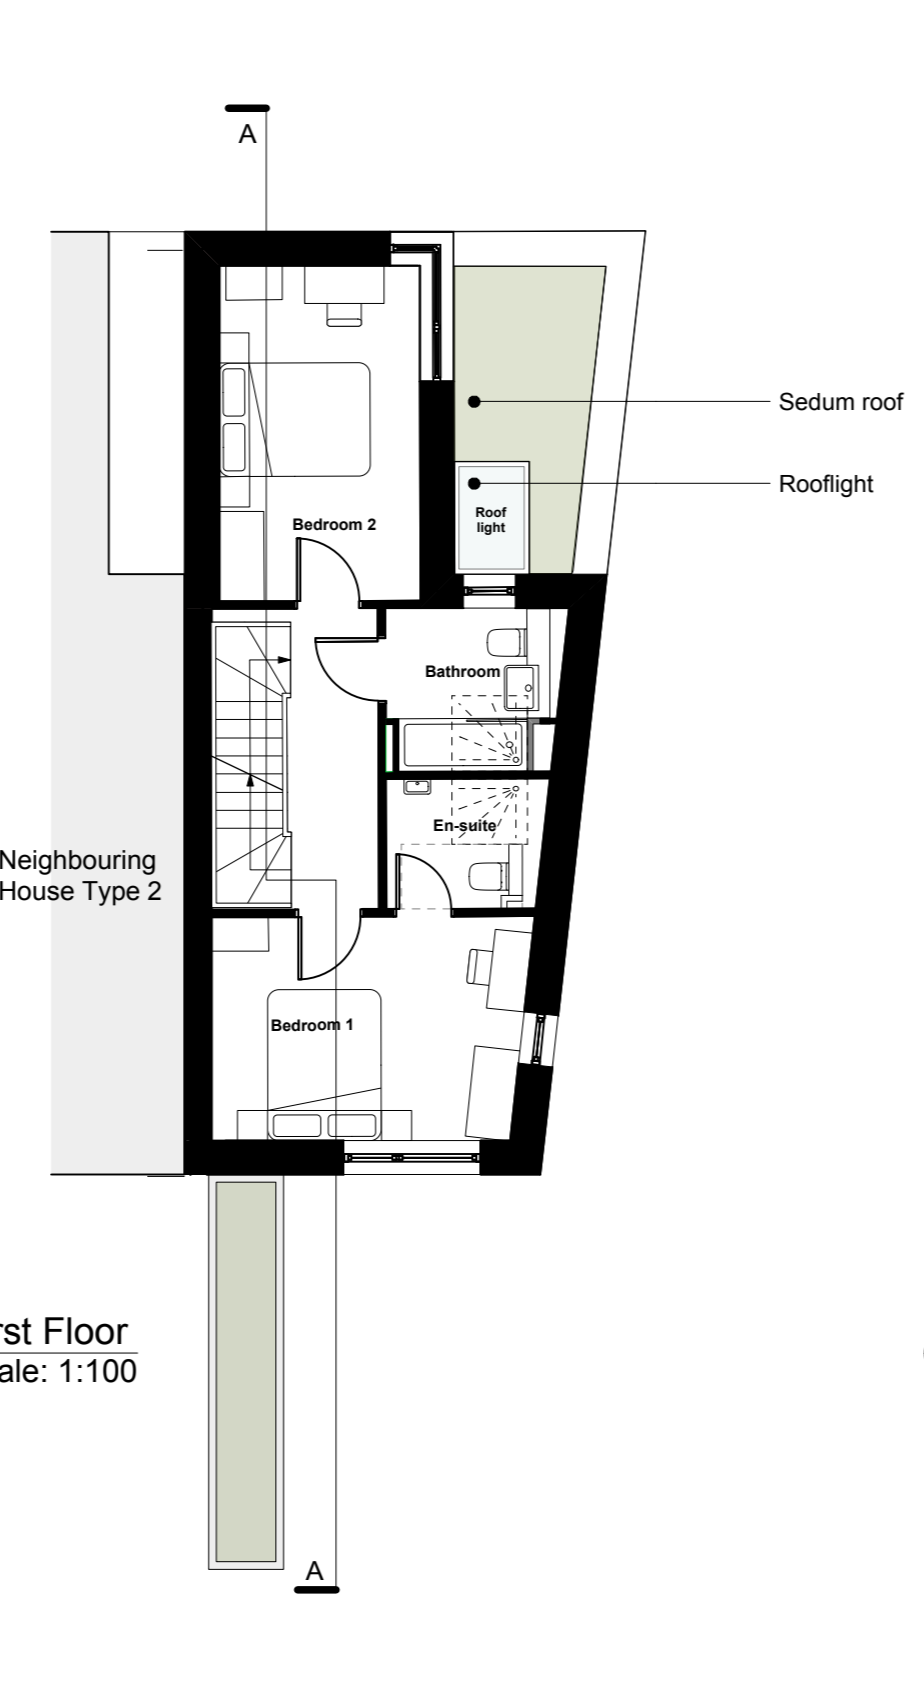 A
Sedum roof
Rooflight
Roof
light
Bedroom 2
Bathroom
En-suite
Neighbouring
House Type 2
Bedroom 1
rst Floor
ale: 1:100
A